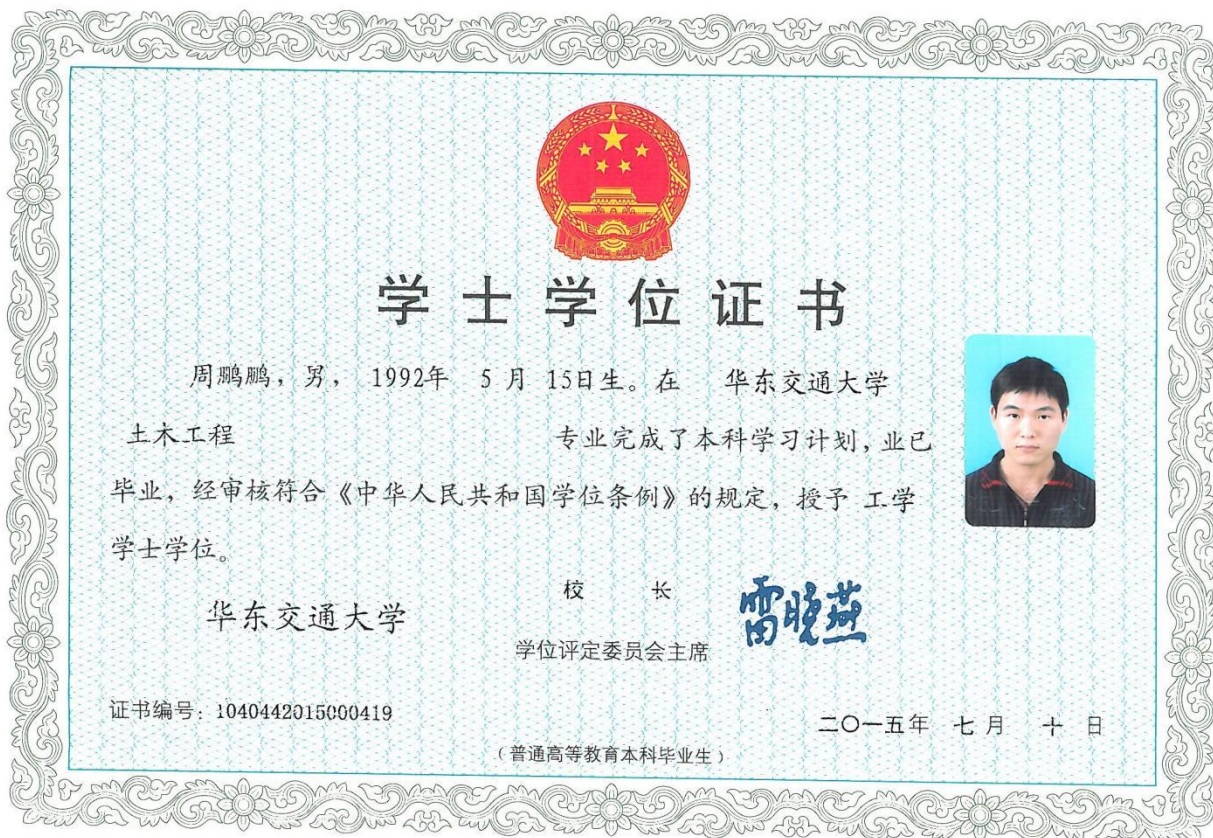 学士学位证书
周鹏鹏，男， 1992年 5月 15日生。在 华东交通大学
土木工程 专业完成了本科学习计划，业已
毕业，经审核符合《中华人民共和国学位条例》的规定，授予 工学
学士学位。
校 长 雷晓燕
华东交通大学
学位评定委员会主席
证书编号：1040442015000419
二〇一五年 七月 十 日
（普通高等教育本科毕业生）